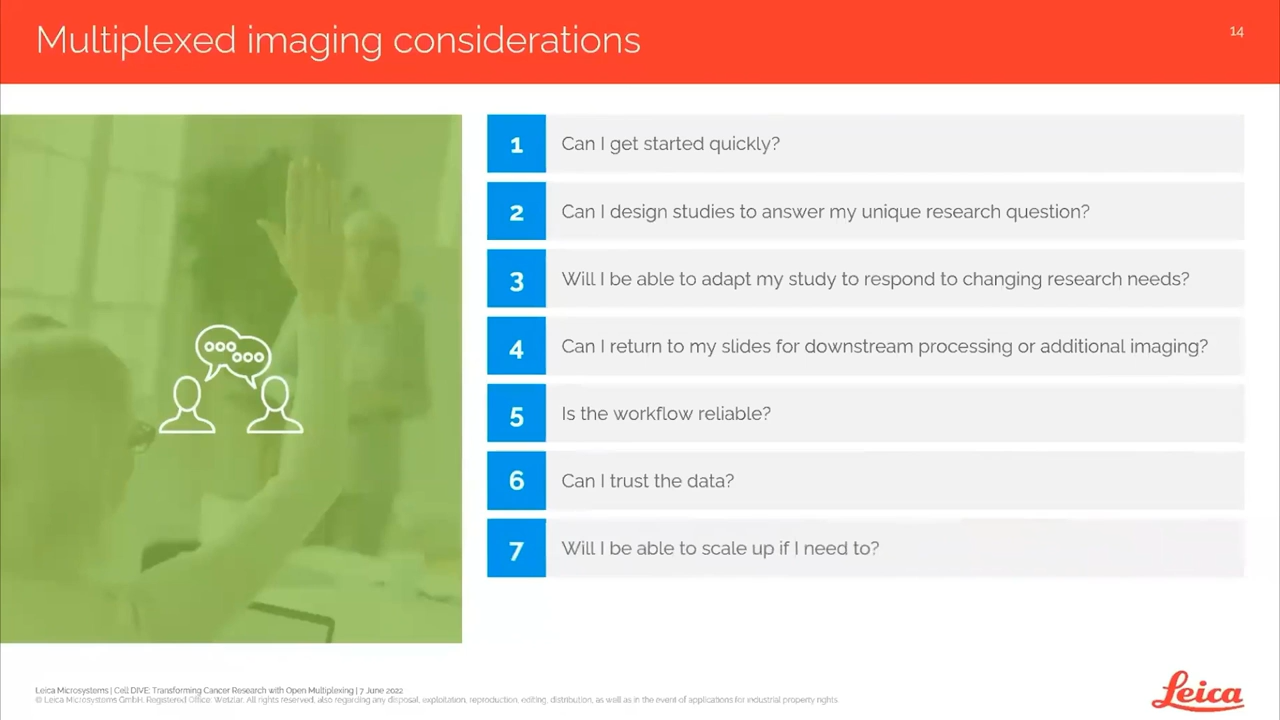 Multiplexed imaging considerations
14
1 Can I get started quickly?
2 Can I design studies to answer my unique research question?
3 Will I be able to adapt my study to respond to changing research needs?
4 Can I return to my slides for downstream processing or additional imaging?
5 Is the workflow reliable?
6 Can I trust the data?
7 Will I be able to scale up if I need to?
Leica Microsystems | Cell DIVE: Transforming Cancer Research with Open Multiplexing | 7 June 2022
© Leica Microsystems GmbH, Registered Office: Wetzlar. All rights reserved, also regarding any disposal, exploitation, reproduction, editing, distribution, as well as in the event of applications for industrial property rights.
Leica